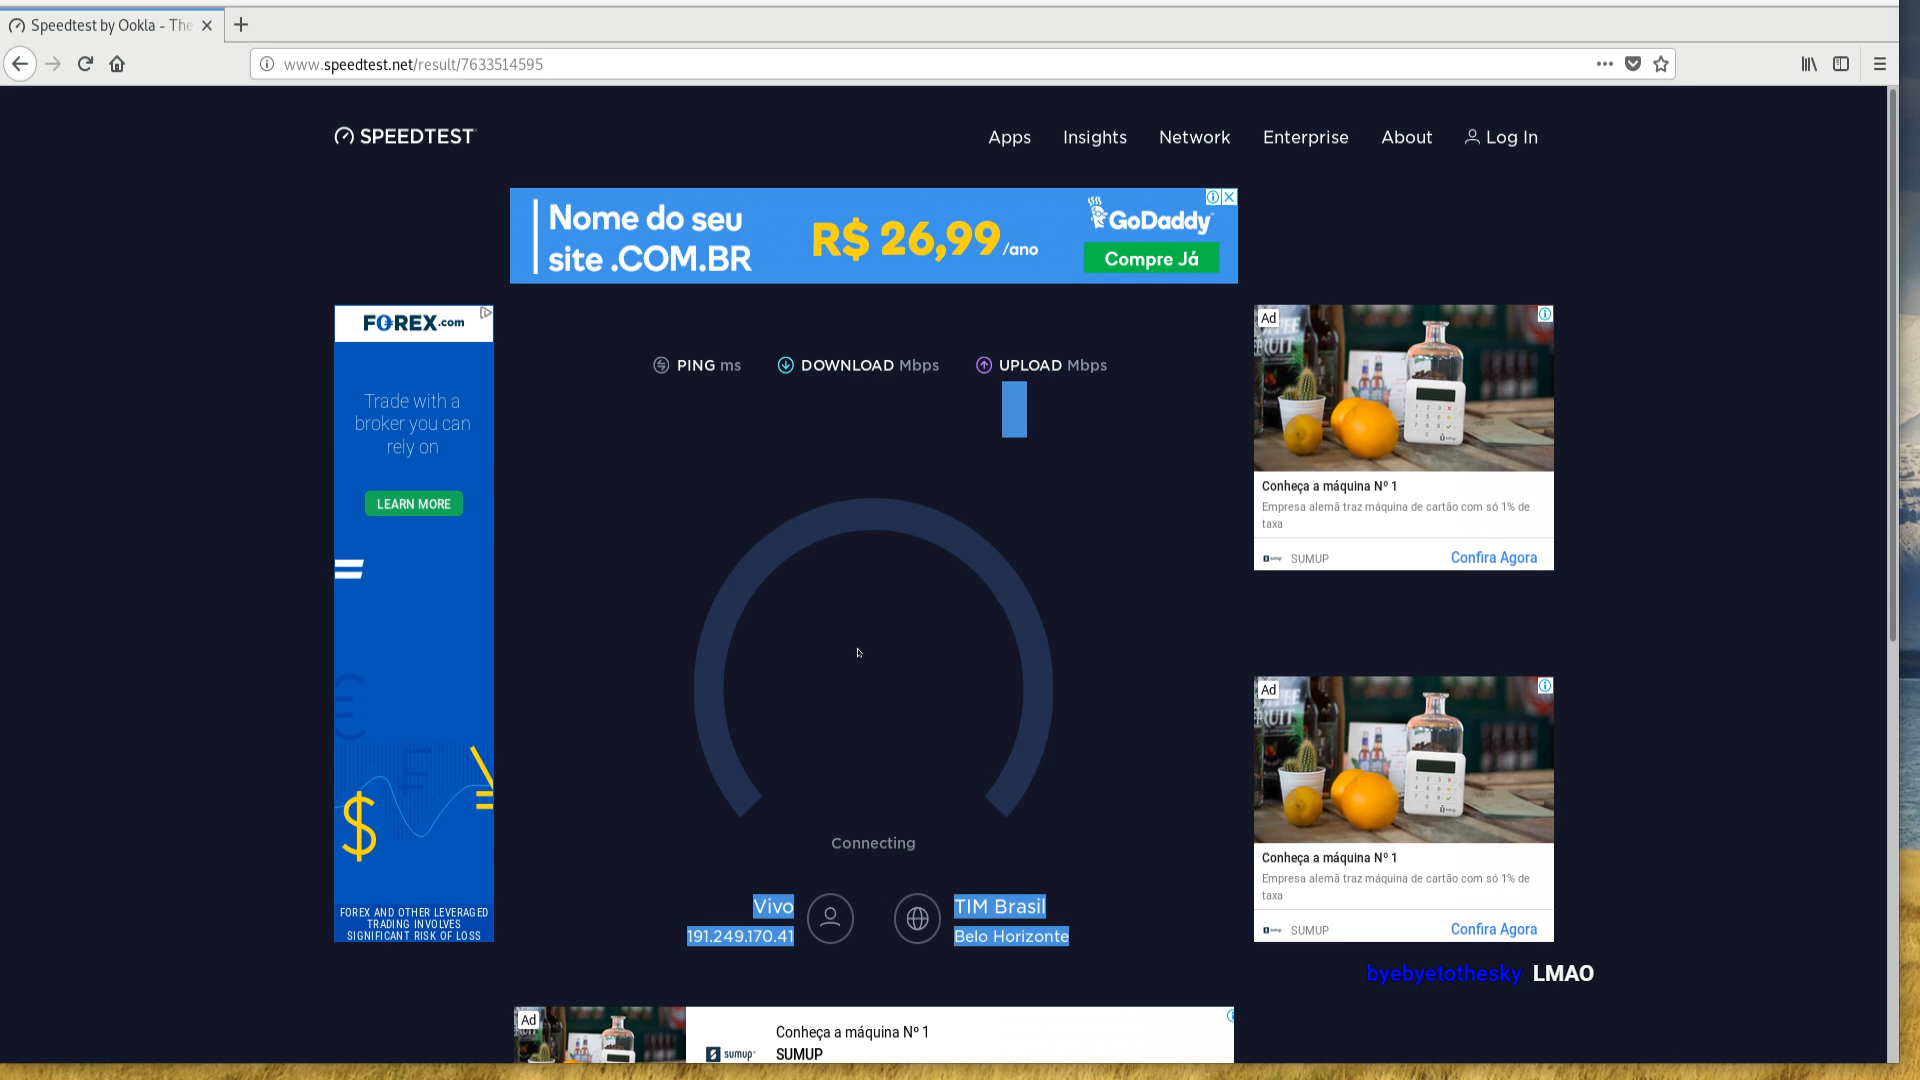 Speedtest by Ookla - The
www.speedtest.net/result/7633514595
SPEEDTEST
Apps Insights Network Enterprise About Log In
Nome do seu
site .COM.BR
R$ 26,99/ano
GoDaddy
Compre Já
FOREX.com
Trade with a
broker you can
rely on
LEARN MORE
FOREX AND OTHER LEVERAGED
TRADING INVOLVES
SIGNIFICANT RISK OF LOSS
PING ms DOWNLOAD Mbps UPLOAD Mbps
Connecting
Vivo
191.249.170.41
TIM Brasil
Belo Horizonte
Ad
Conheça a máquina Nº 1
Empresa alemã traz máquina de cartão com só 1% de
taxa
SUMUP Confira Agora
Ad
Conheça a máquina Nº 1
Empresa alemã traz máquina de cartão com só 1% de
taxa
SUMUP Confira Agora
byebyetothesky LMAO
Ad
Conheça a máquina Nº 1
sumup SUMUP